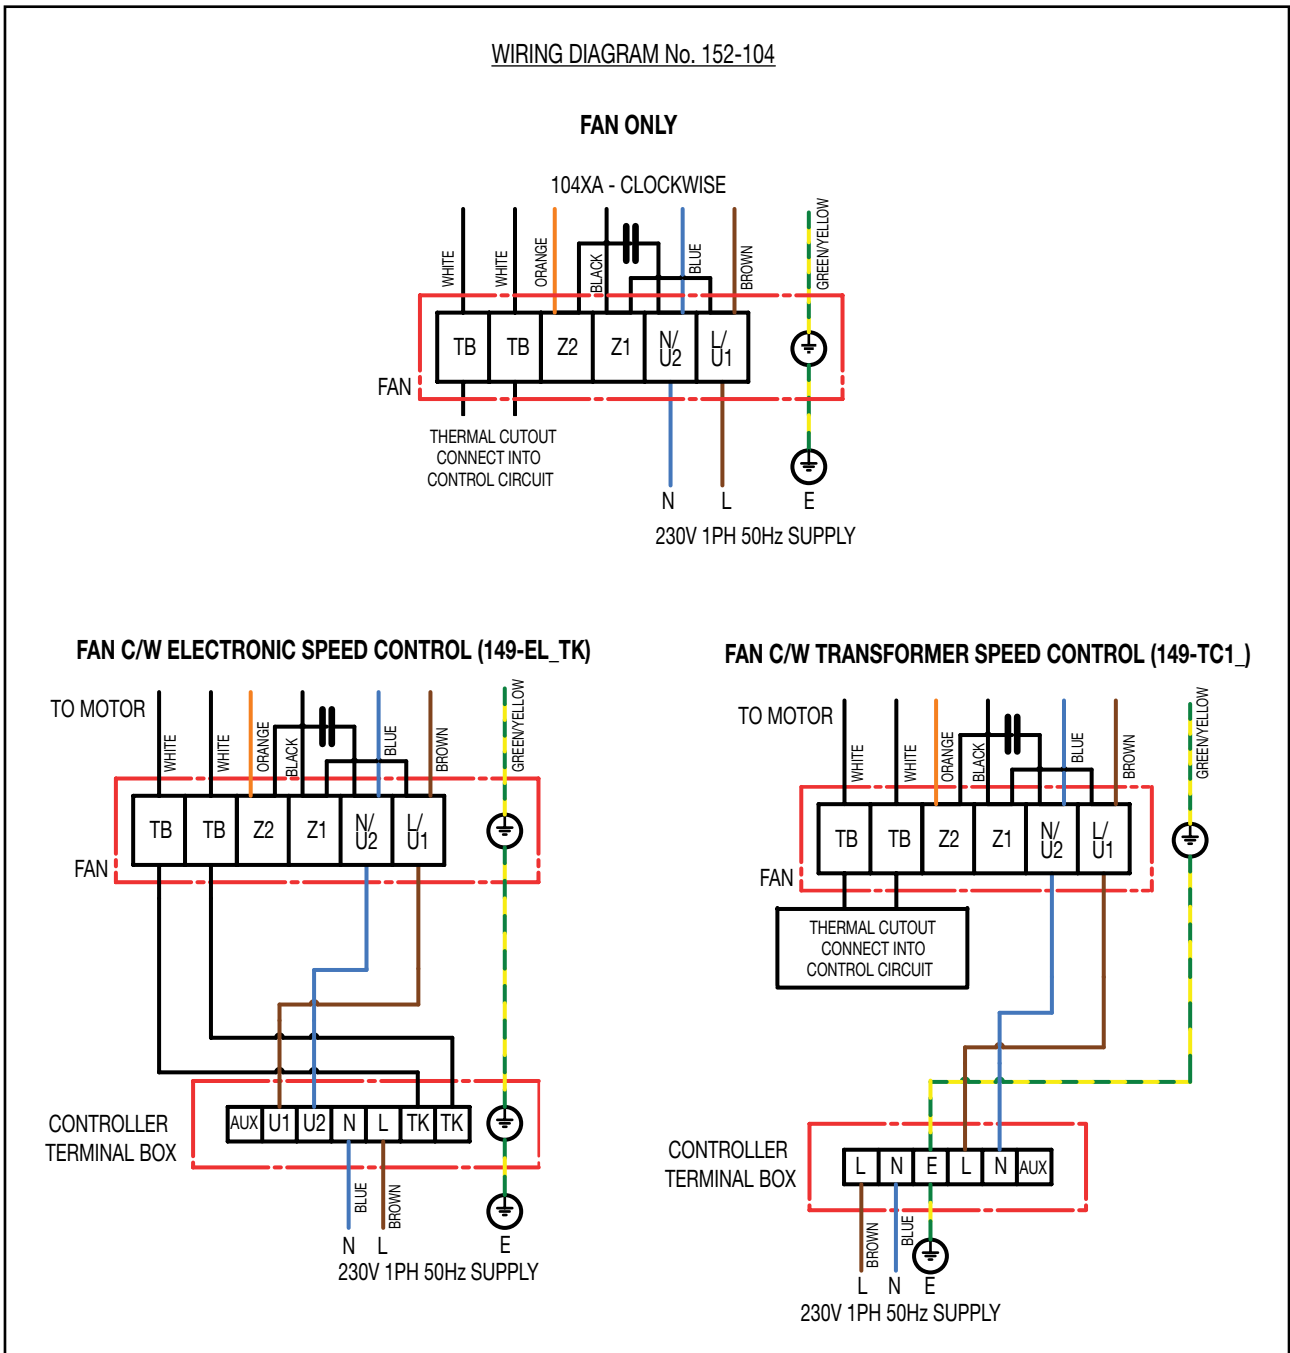 WIRING DIAGRAM No. 152-104
FAN ONLY
104XA - CLOCKWISE
WHITE
WHITE
ORANGE
BLACK
BLUE
BROWN
GREEN/YELLOW
TB TB Z2 Z1 N/U2 L/U1
FAN
THERMAL CUTOUT
CONNECT INTO
CONTROL CIRCUIT
N L E
230V 1PH 50Hz SUPPLY
FAN C/W ELECTRONIC SPEED CONTROL (149-EL_TK)
TO MOTOR
WHITE
WHITE
ORANGE
BLACK
BLUE
BROWN
GREEN/YELLOW
TB TB Z2 Z1 N/U2 L/U1
FAN
CONTROLLER
TERMINAL BOX
AUX U1 U2 N L TK TK
BLUE
BROWN
N L E
230V 1PH 50Hz SUPPLY
FAN C/W TRANSFORMER SPEED CONTROL (149-TC1_)
TO MOTOR
WHITE
WHITE
ORANGE
BLACK
BLUE
BROWN
GREEN/YELLOW
TB TB Z2 Z1 N/U2 L/U1
FAN
THERMAL CUTOUT
CONNECT INTO
CONTROL CIRCUIT
CONTROLLER
TERMINAL BOX
L N E L N AUX
BROWN
BLUE
L N E
230V 1PH 50Hz SUPPLY